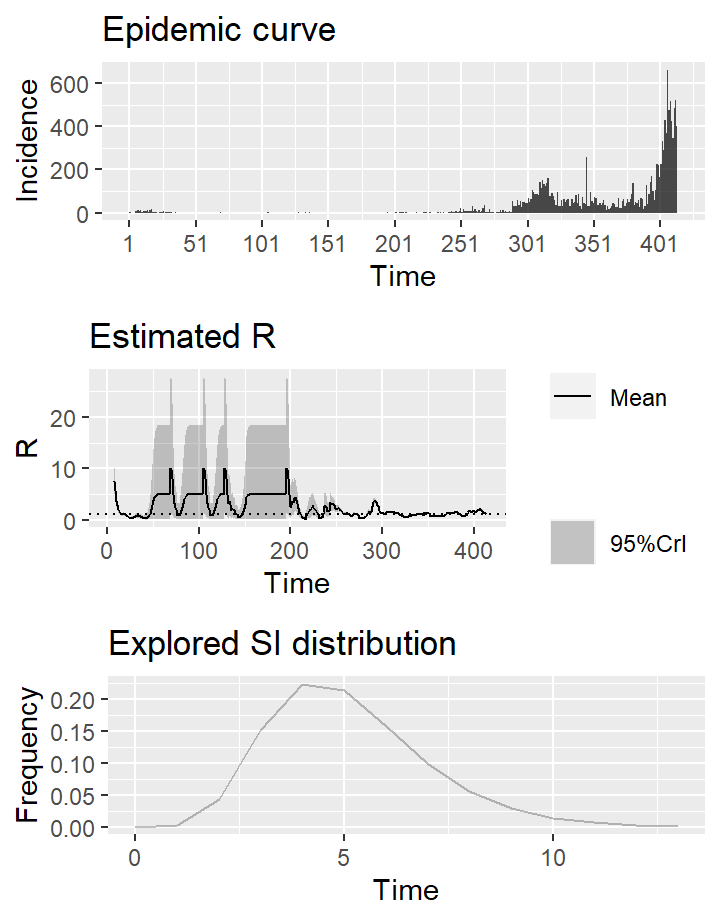 Epidemic curve
Incidence
600
400
200
0
1 51 101 151 201 251 301 351 401
Time
Estimated R
R
20
10
0
0 100 200 300 400
Time
Mean
95%CrI
Explored SI distribution
Frequency
0.20
0.15
0.10
0.05
0.00
0 5 10
Time